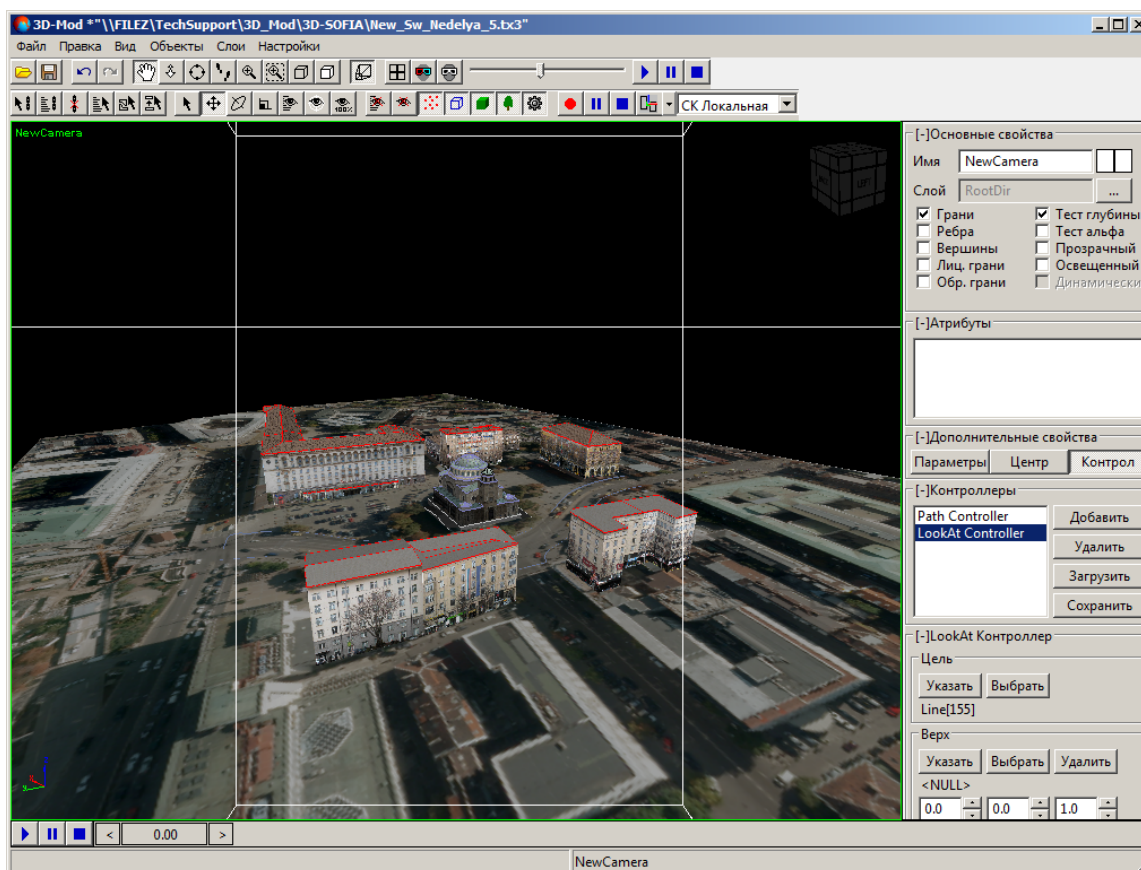 3D-Mod *"\\FILEZ\TechSupport\3D_Mod\3D-SOFIA\New_Sw_Nedelya_5.tx3"
Файл Правка Вид Объекты Слои Настройки
100%
СК Локальная
NewCamera
LEFT
[-]Основные свойства
Имя NewCamera
Слой RootDir ...
Грани Тест глубины
Ребра Тест альфа
Вершины Прозрачный
Лиц. грани Освещенный
Обр. грани Динамически
[-]Атрибуты
[-]Дополнительные свойства
Параметры Центр Контрол
[-]Контроллеры
Path Controller Добавить
LookAt Controller Удалить
Загрузить
Сохранить
[-]LookAt Контроллер
Цель
Указать Выбрать
Line[155]
Верх
Указать Выбрать Удалить
<NULL>
0.0 0.0 1.0
< 0.00 >
NewCamera